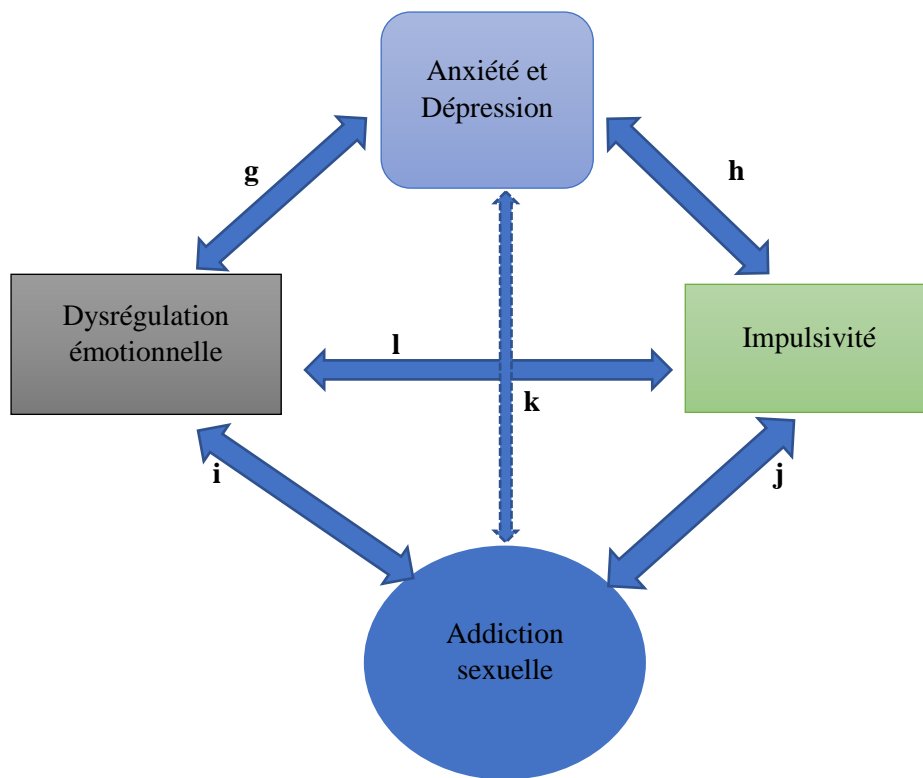 Anxiété et
Dépression
g
h
Dysrégulation
émotionnelle
l
Impulsivité
k
i
j
Addiction
sexuelle